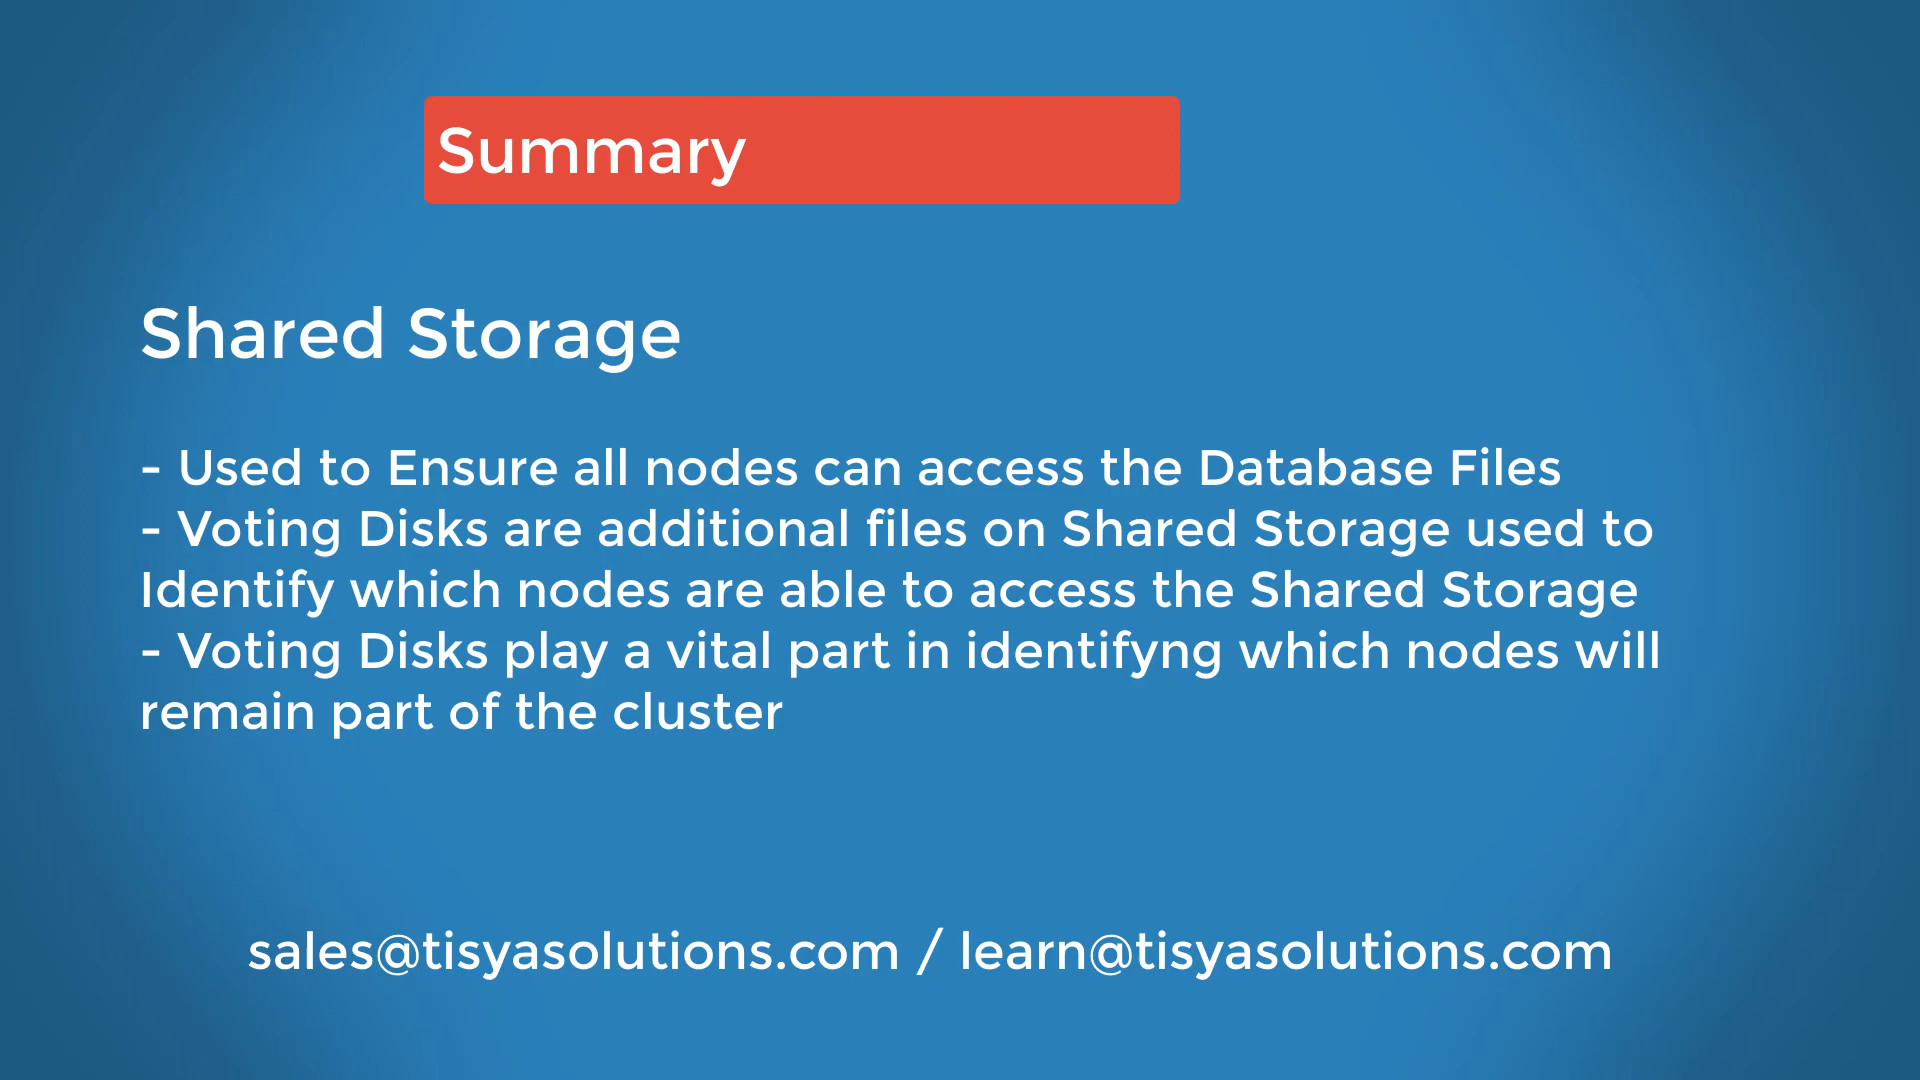 Summary
Shared Storage
- Used to Ensure all nodes can access the Database Files
- Voting Disks are additional files on Shared Storage used to
Identify which nodes are able to access the Shared Storage
- Voting Disks play a vital part in identifyng which nodes will
remain part of the cluster
sales@tisyasolutions.com / learn@tisyasolutions.com